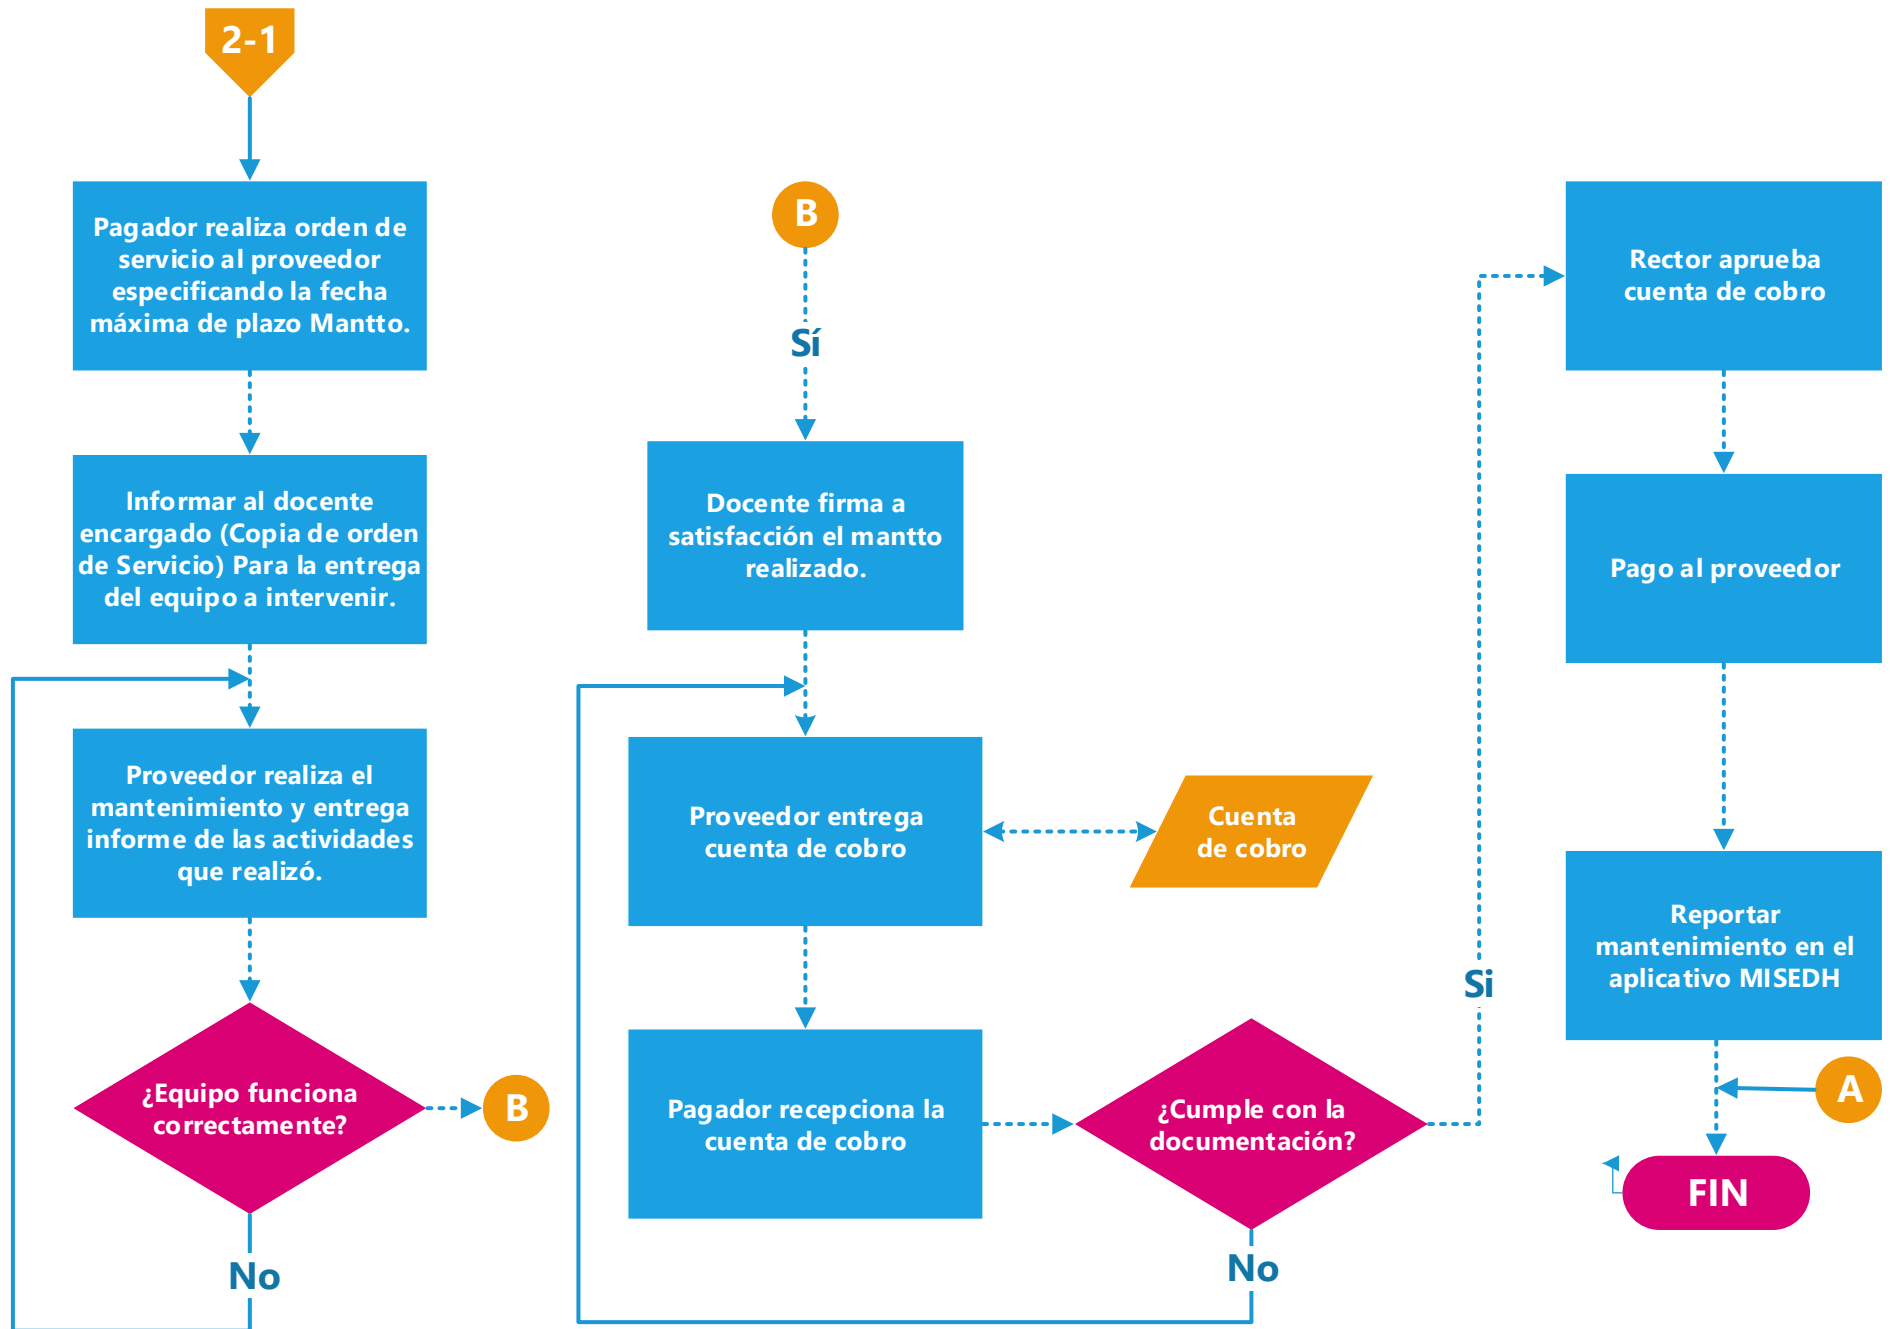 2-1
Pagador realiza orden de
servicio al proveedor
especificando la fecha
máxima de plazo Mantto.
Informar al docente
encargado (Copia de orden
de Servicio) Para la entrega
del equipo a intervenir.
Proveedor realiza el
mantenimiento y entrega
informe de las actividades
que realizó.
¿Equipo funciona
correctamente?
B
No
B
Sí
Docente firma a
satisfacción el mantto
realizado.
Proveedor entrega
cuenta de cobro
Cuenta
de cobro
Pagador recepciona la
cuenta de cobro
¿Cumple con la
documentación?
No
Si
Rector aprueba
cuenta de cobro
Pago al proveedor
Reportar
mantenimiento en el
aplicativo MISEDH
A
FIN